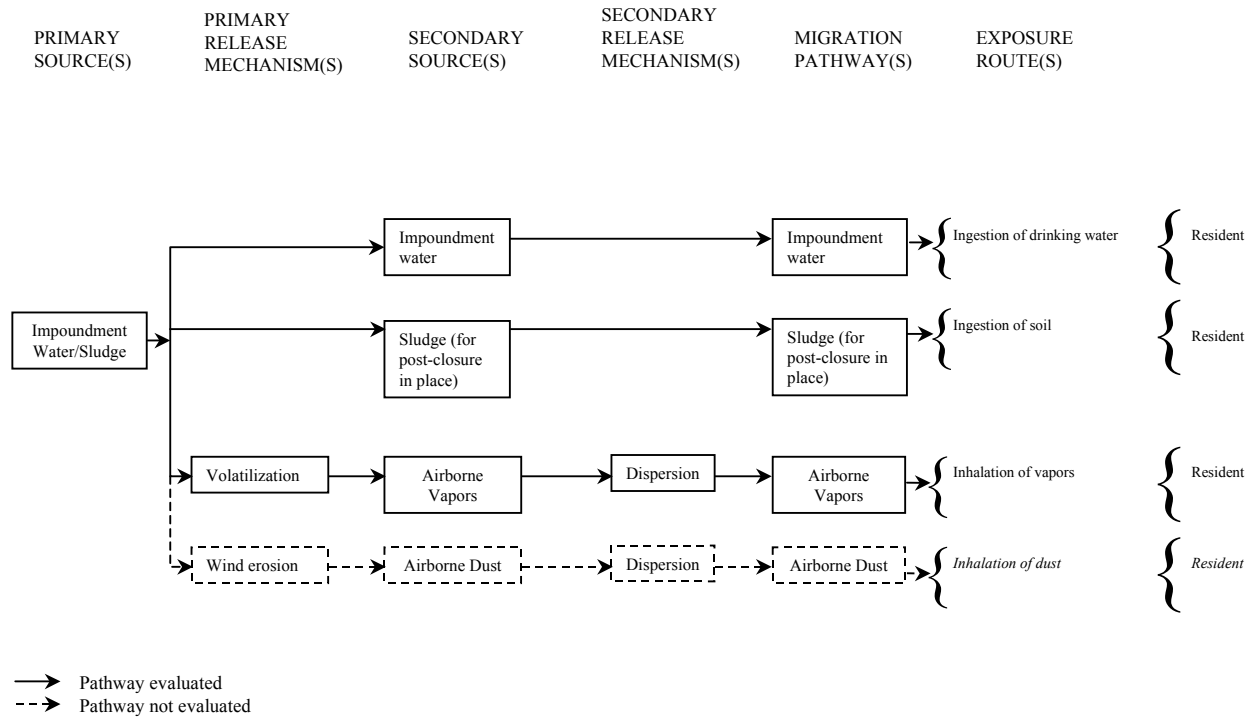 PRIMARY
SOURCE(S)
PRIMARY
RELEASE
MECHANISM(S)
SECONDARY
SOURCE(S)
SECONDARY
RELEASE
MECHANISM(S)
MIGRATION
PATHWAY(S)
EXPOSURE
ROUTE(S)
Impoundment
Water/Sludge
Impoundment
water
Impoundment
water
Ingestion of drinking water
Resident
Sludge (for
post-closure
in place)
Sludge (for
post-closure in
place)
Ingestion of soil
Resident
Volatilization
Airborne
Vapors
Dispersion
Airborne
Vapors
Inhalation of vapors
Resident
Wind erosion
Airborne Dust
Dispersion
Airborne Dust
Inhalation of dust
Resident
Pathway evaluated
Pathway not evaluated